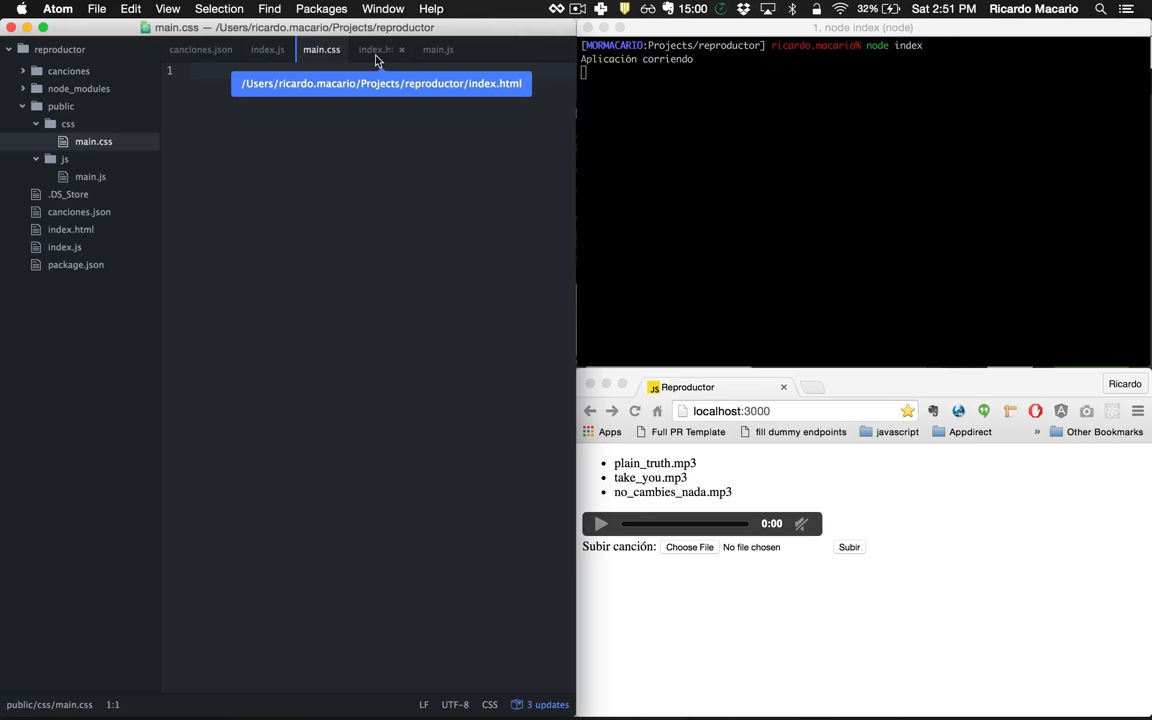 Atom File Edit View Selection Find Packages Window Help 15:00 32% Sat 2:51 PM Ricardo Macario
main.css — /Users/ricardo.macario/Projects/reproductor
reproductor
canciones
node_modules
public
css
main.css
js
main.js
.DS_Store
canciones.json
index.html
index.js
package.json
canciones.json index.js main.css index.h main.js
1
/Users/ricardo.macario/Projects/reproductor/index.html
public/css/main.css 1:1 LF UTF-8 CSS 3 updates
1. node index (node)
[MORMACARIO:Projects/reproductor] ricardo.macario% node index
Aplicación corriendo
JS Reproductor Ricardo
localhost:3000
Apps Full PR Template fill dummy endpoints javascript Appdirect » Other Bookmarks
• plain_truth.mp3
• take_you.mp3
• no_cambies_nada.mp3
0:00
Subir canción: Choose File No file chosen Subir